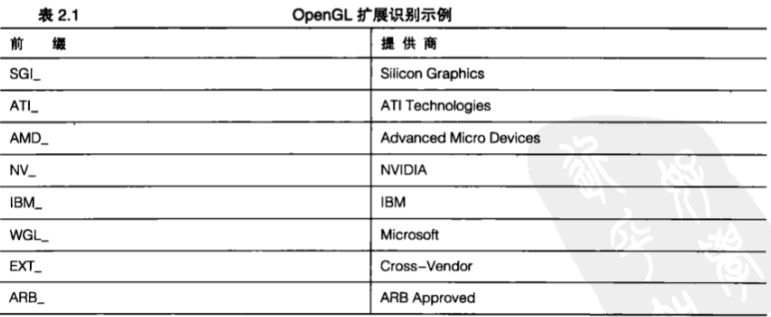 表 2.1 OpenGL 扩展识别示例
前 缀 提 供 商
SGI_ Silicon Graphics
ATI_ ATI Technologies
AMD_ Advanced Micro Devices
NV_ NVIDIA
IBM_ IBM
WGL_ Microsoft
EXT_ Cross-Vendor
ARB_ ARB Approved